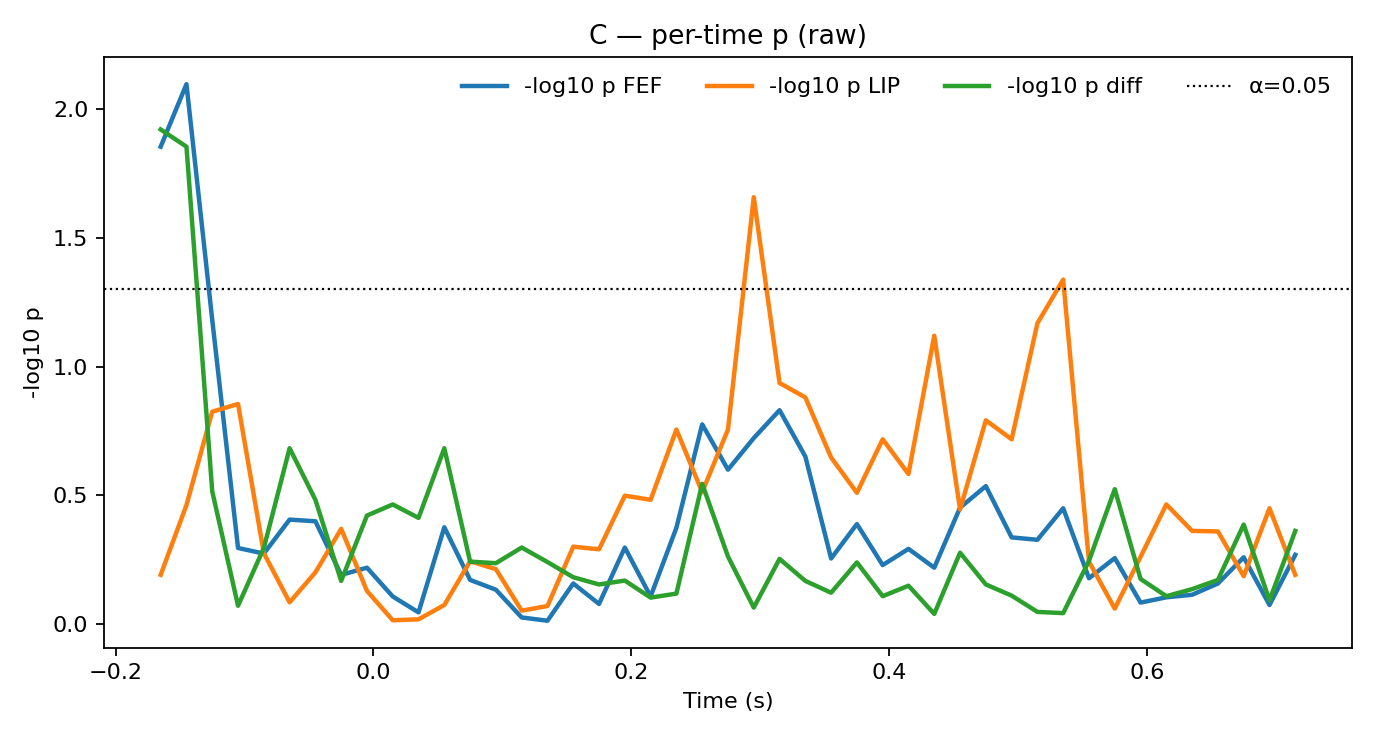 C — per-time p (raw)
-log10 p FEF
-log10 p LIP
-log10 p diff
α=0.05
-log10 p
2.0
1.5
1.0
0.5
0.0
−0.2
0.0
0.2
0.4
0.6
Time (s)